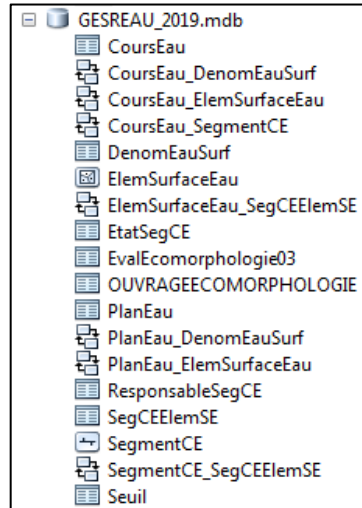 GESREAU_2019.mdb
CoursEau
CoursEau_DenomEauSurf
CoursEau_ElemSurfaceEau
CoursEau_SegmentCE
DenomEauSurf
ElemSurfaceEau
ElemSurfaceEau_SegCEElemSE
EtatSegCE
EvalEcomorphologie03
OUVRAGEECOMORPHOLOGIE
PlanEau
PlanEau_DenomEauSurf
PlanEau_ElemSurfaceEau
ResponsableSegCE
SegCEElemSE
SegmentCE
SegmentCE_SegCEElemSE
Seuil